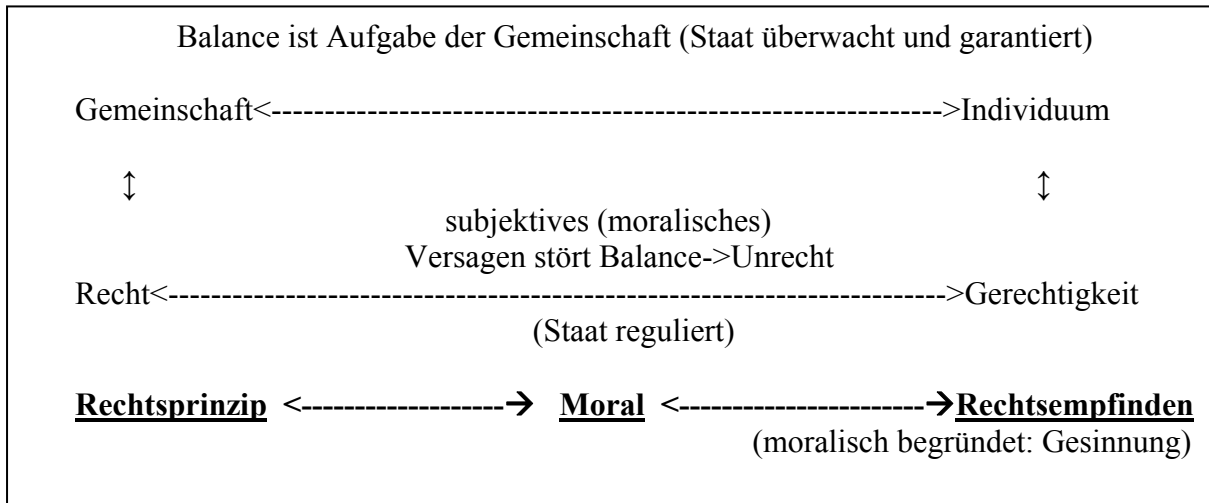 Balance ist Aufgabe der Gemeinschaft (Staat überwacht und garantiert)
Gemeinschaft<------------------------------------------------------------->Individuum
↕ ↕
subjektives (moralisches)
Versagen stört Balance->Unrecht
Recht<----------------------------------------------------------------------->Gerechtigkeit
(Staat reguliert)
Rechtsprinzip <-------------------→ Moral <-----------------------→Rechtsempfinden
(moralisch begründet: Gesinnung)